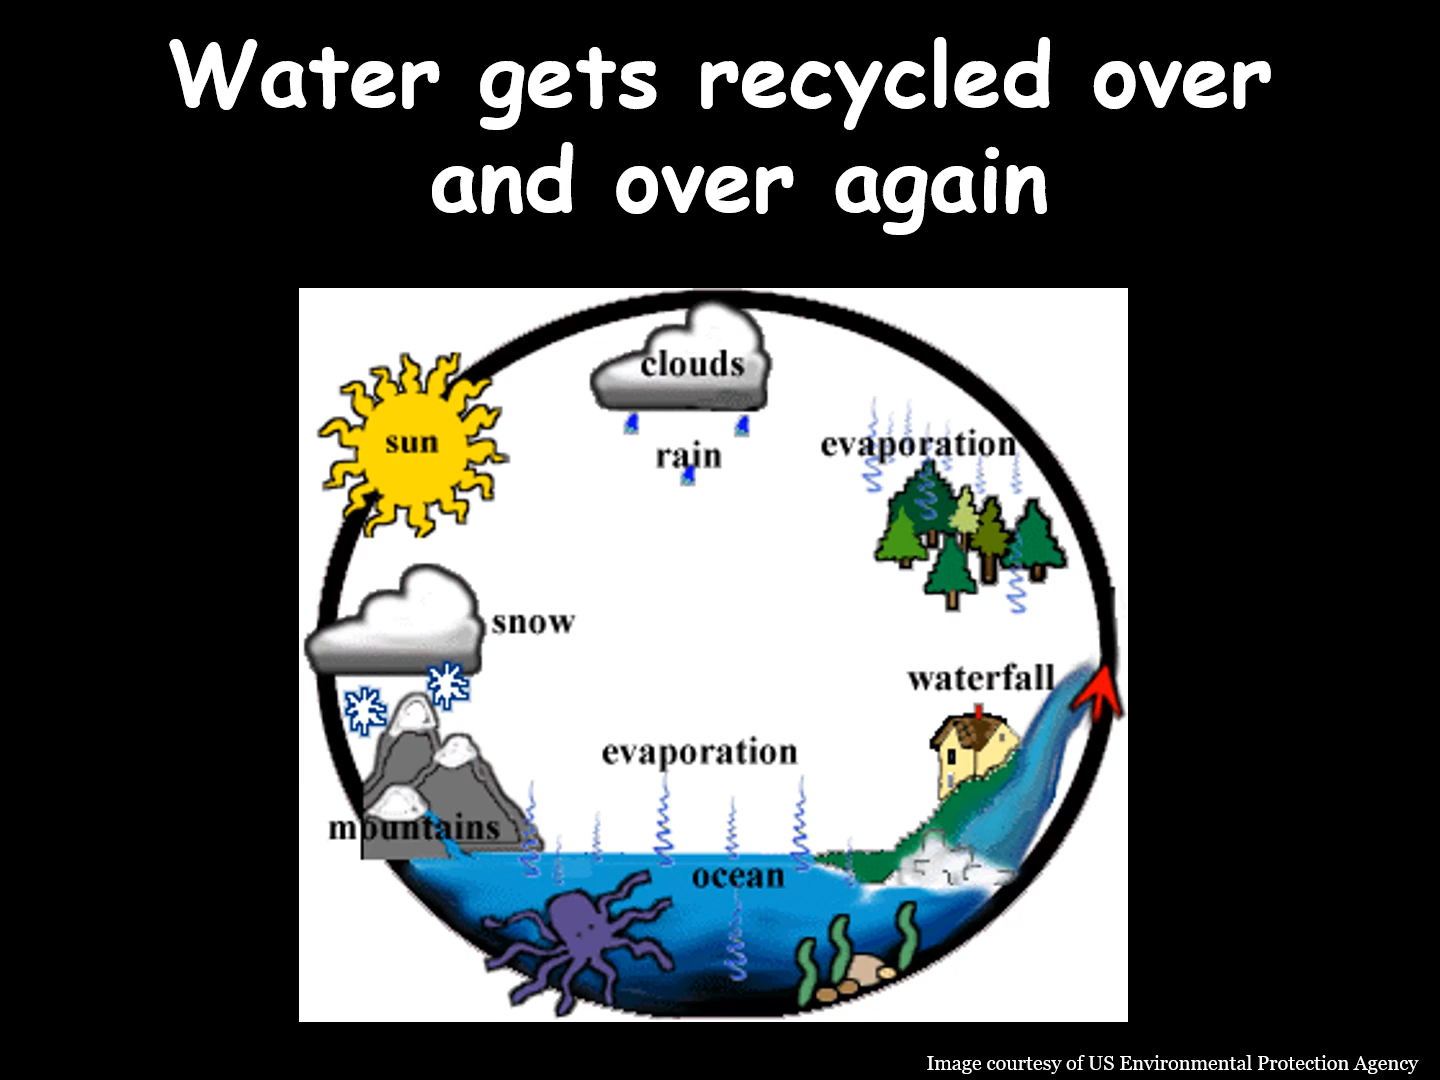 Water gets recycled over
and over again
clouds
sun
rain
evaporation
snow
waterfall
evaporation
mountains
ocean
Image courtesy of US Environmental Protection Agency